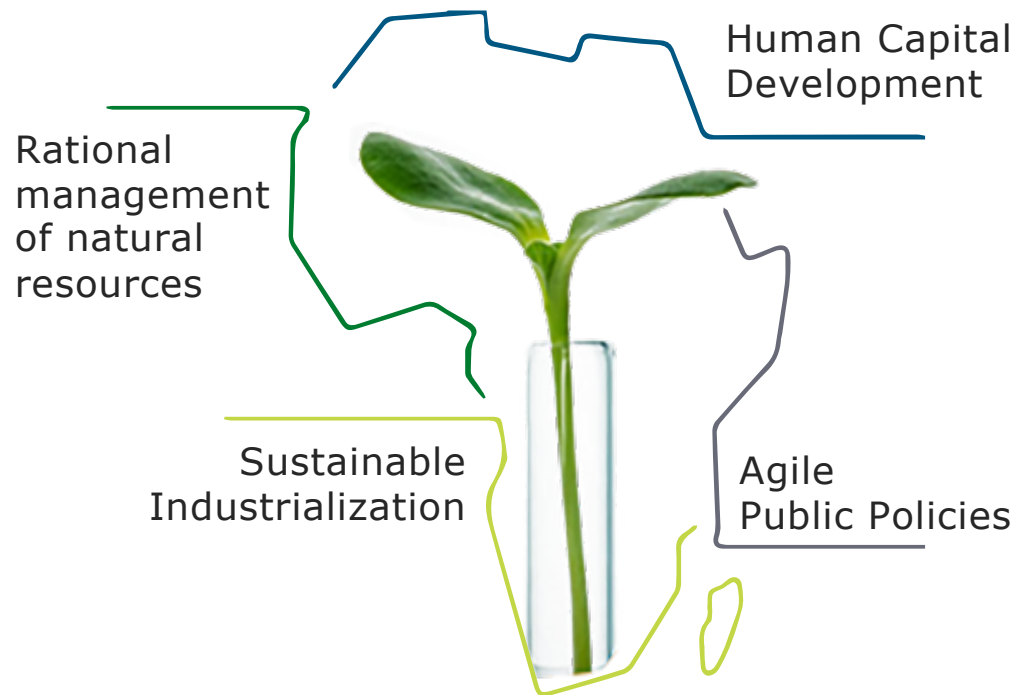 Human Capital
Development
Rational
management
of natural
resources
Sustainable
Industrialization
Agile
Public Policies